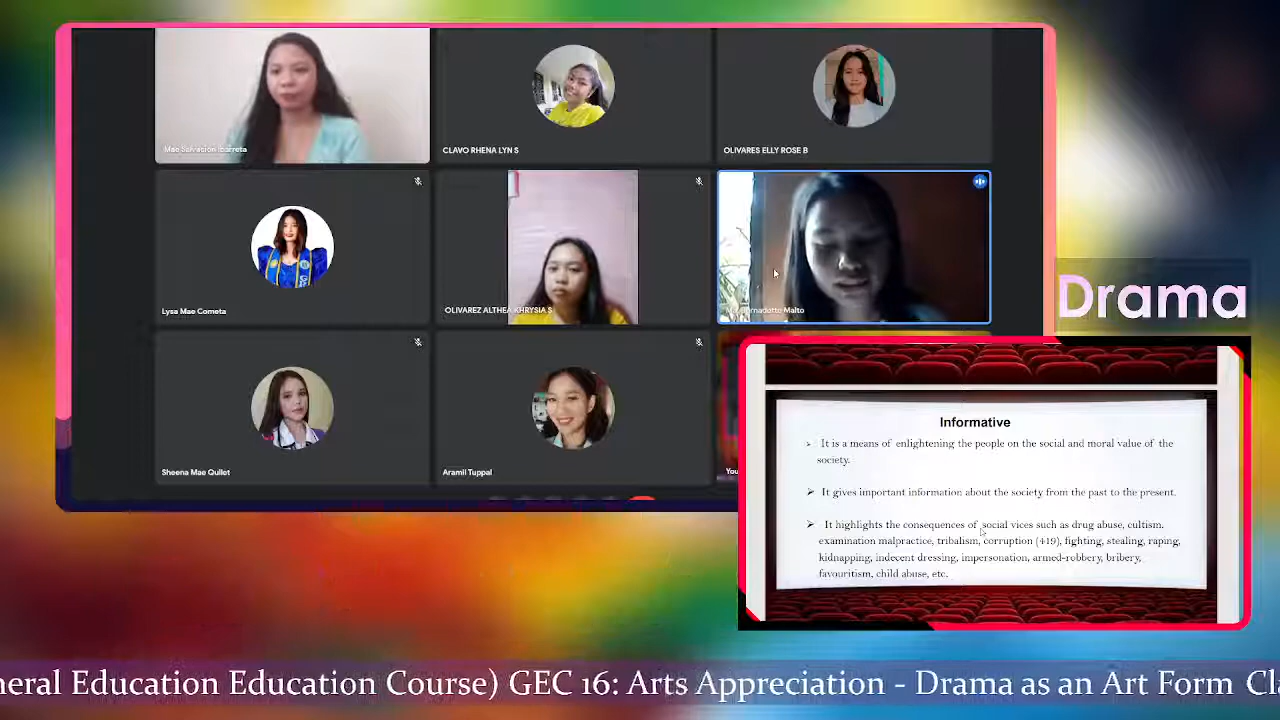 Mae Salvacion Ibarreta
CLAVO RHENA LYN S
OLIVARES ELLY ROSE B
Lysa Mae Cometa
OLIVAREZ ALTHEA KHRYSIA S
Bernadette Malto
Sheena Mae Quilet
Aramil Tuppal
You
Drama
Informative
➢ It is a means of enlightening the people on the social and moral value of the
society.
➢ It gives important information about the society from the past to the present.
➢ It highlights the consequences of social vices such as drug abuse, cultism.
examination malpractice, tribalism, corruption (419), fighting, stealing, raping,
kidnapping, indecent dressing, impersonation, armed-robbery, bribery,
favouritism, child abuse, etc.
neral Education Education Course) GEC 16: Arts Appreciation - Drama as an Art Form Cla